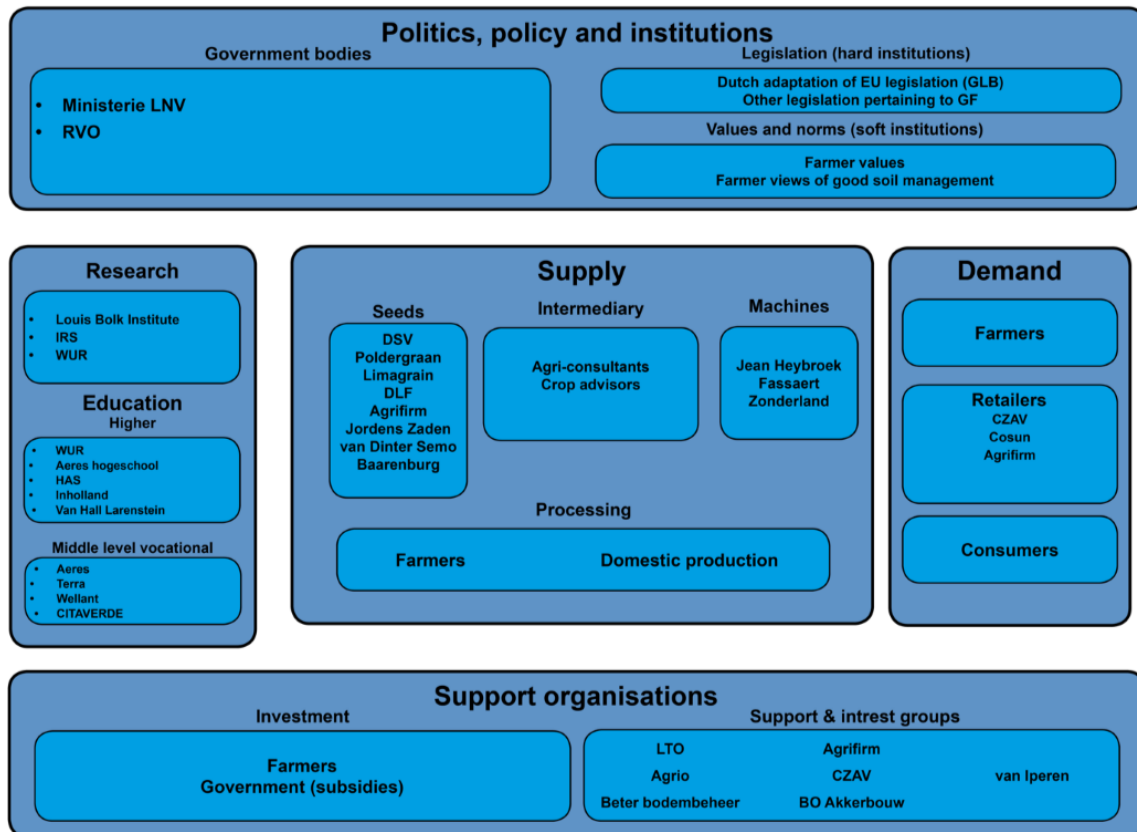 Politics, policy and institutions
Government bodies
• Ministerie LNV
• RVO
Legislation (hard institutions)
Dutch adaptation of EU legislation (GLB)
Other legislation pertaining to GF
Values and norms (soft institutions)
Farmer values
Farmer views of good soil management
Research
• Louis Bolk Institute
• IRS
• WUR
Education
Higher
• WUR
• Aeres hogeschool
• HAS
• Inholland
• Van Hall Larenstein
Middle level vocational
• Aeres
• Terra
• Wellant
• CITAVERDE
Supply
Seeds
DSV
Poldergraan
Limagrain
DLF
Agrifirm
Jordens Zaden
van Dinter Semo
Baarenburg
Intermediary
Agri-consultants
Crop advisors
Machines
Jean Heybroek
Fassaert
Zonderland
Processing
Farmers
Domestic production
Demand
Farmers
Retailers
CZAV
Cosun
Agrifirm
Consumers
Support organisations
Investment
Farmers
Government (subsidies)
Support & intrest groups
LTO
Agrifirm
Agrio
CZAV
van Iperen
Beter bodembeheer
BO Akkerbouw